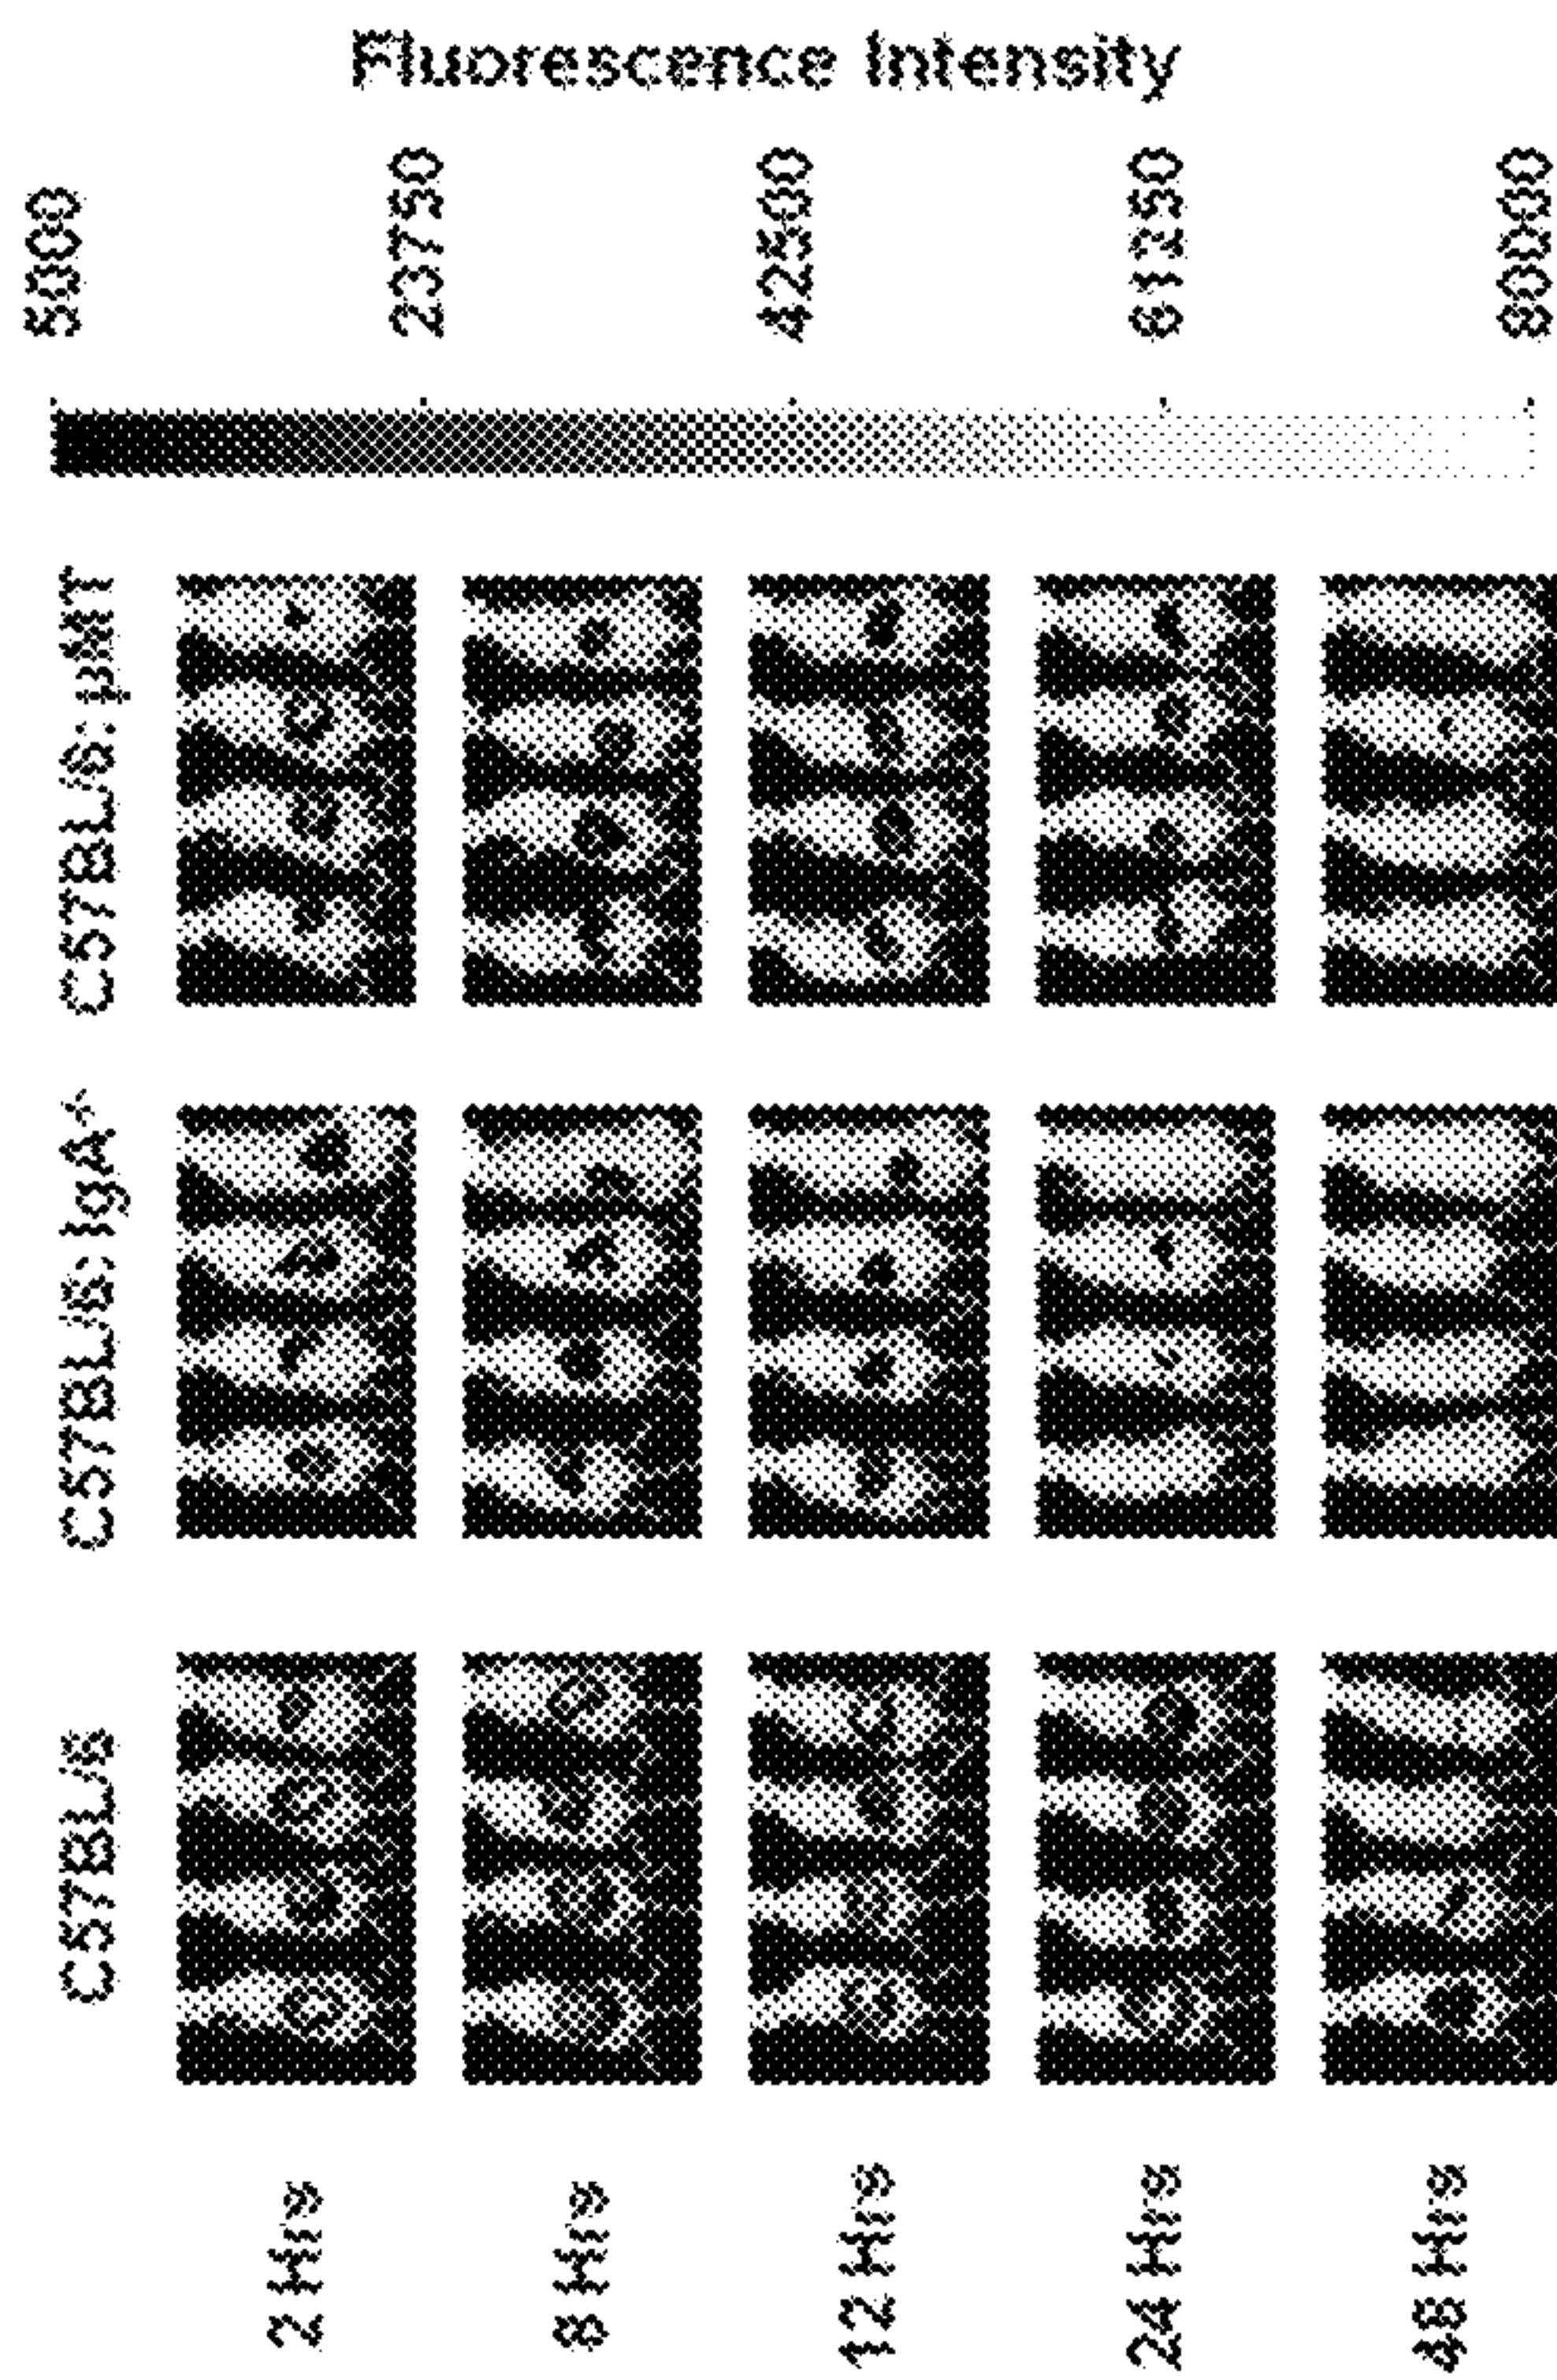 C57BL/6
C57BL/6: IgA-/-
C57BL/6: μMT
2 Hrs
8 Hrs
12 Hrs
24 Hrs
48 Hrs
5000
23750
42500
61250
80000
Fluorescence Intensity